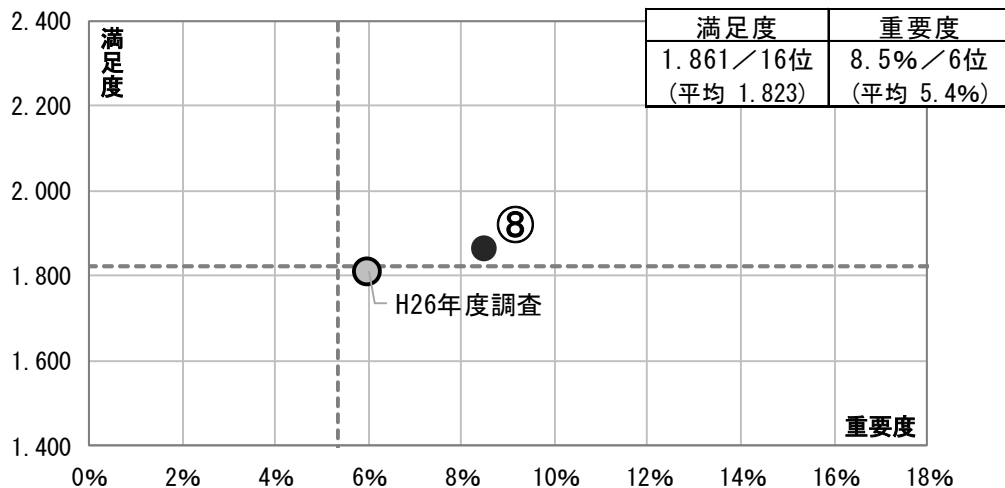 満足度
満足度 重要度
1.861／16位 8.5%／6位
(平均 1.823) (平均 5.4%)
2.400
2.200
2.000
1.800
1.600
1.400
⑧
H26年度調査
重要度
0% 2% 4% 6% 8% 10% 12% 14% 16% 18%